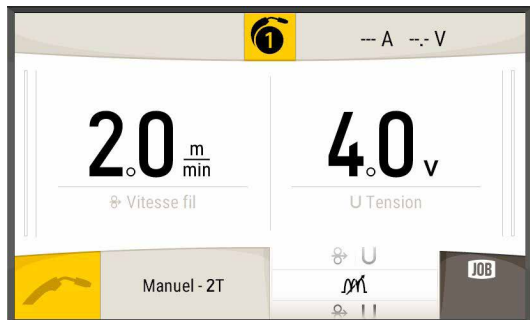 1
--- A --.- V
2.0 m/min
4.0 V
Vitesse fil
U Tension
U
JOB
Manuel - 2T